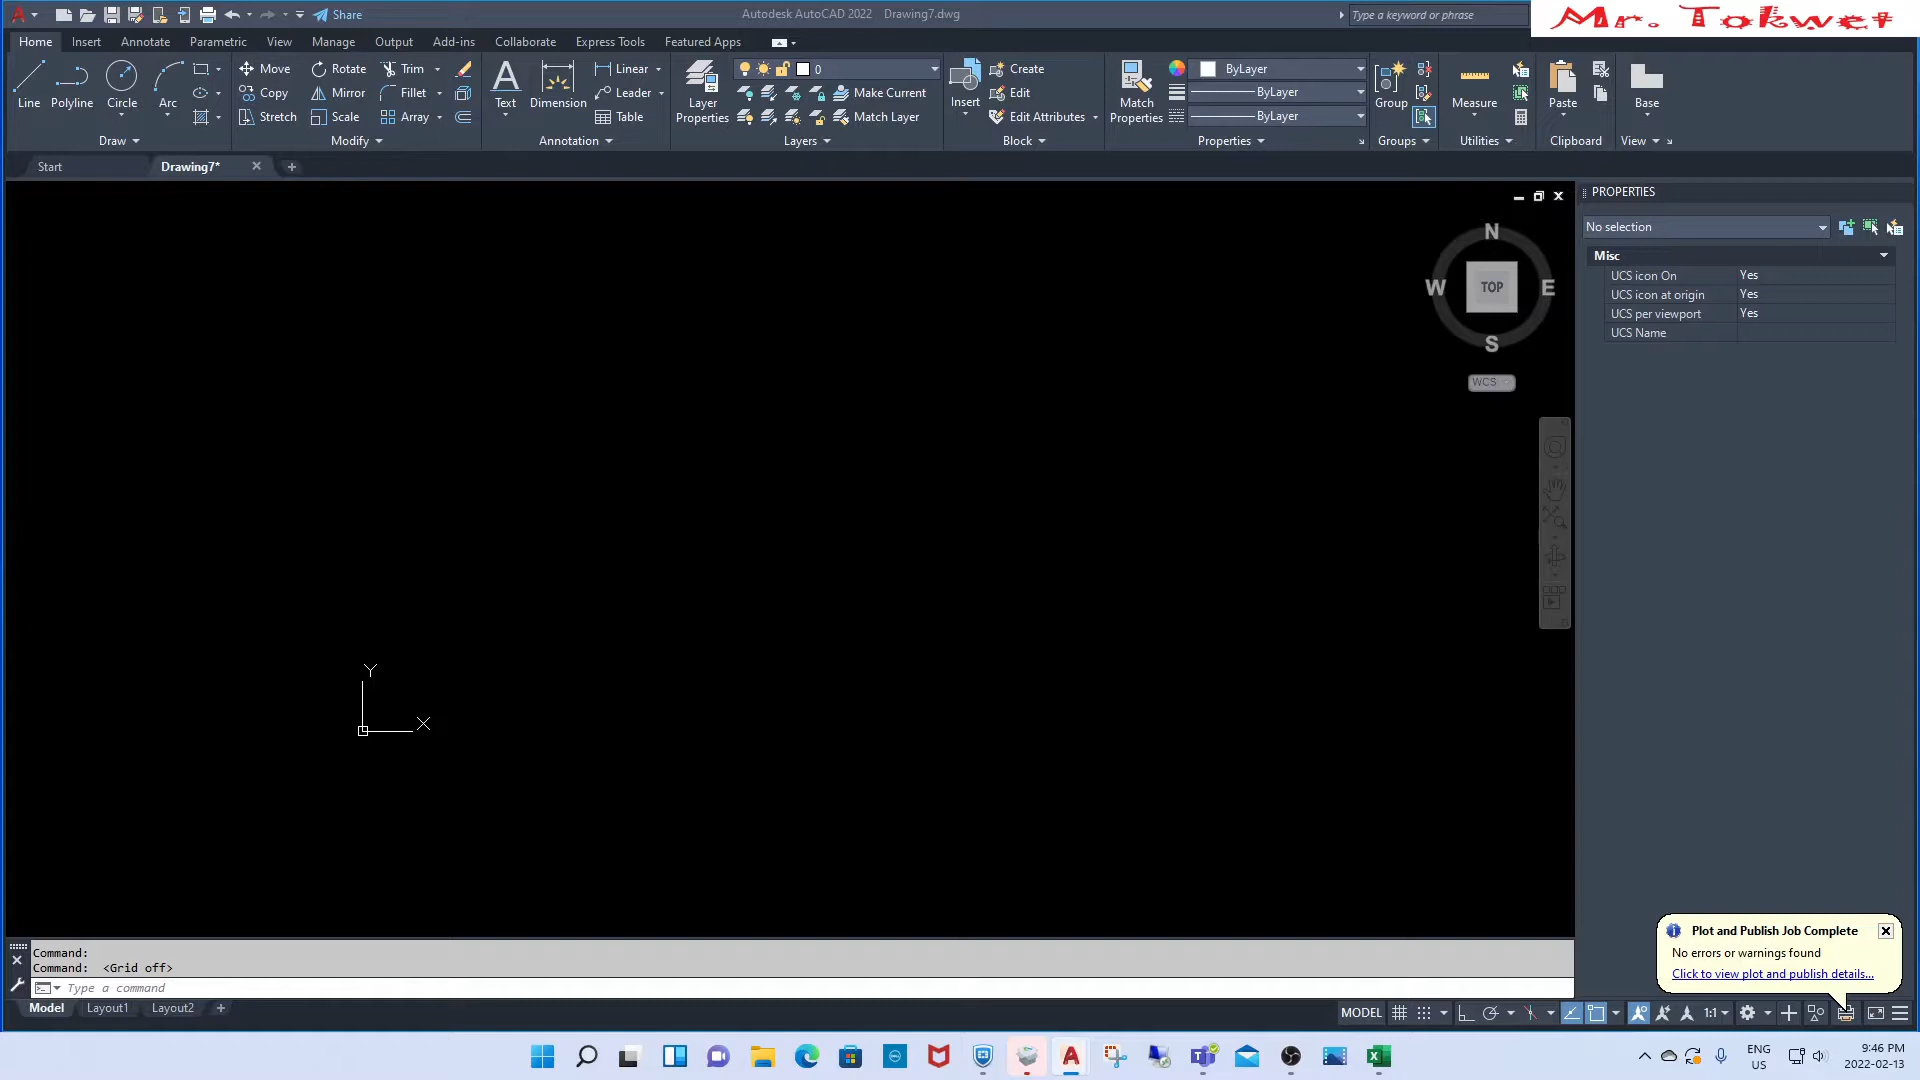 Share
Autodesk AutoCAD 2022 Drawing7.dwg
Type a keyword or phrase
Mr. Tokwet
Home Insert Annotate Parametric View Manage Output Add-ins Collaborate Express Tools Featured Apps
Line Polyline Circle Arc
Move Rotate Trim
Copy Mirror Fillet
Stretch Scale Array
Text Dimension
Linear
Leader
Table
Layer Properties
0
Make Current
Match Layer
Insert
Create
Edit
Edit Attributes
Match Properties
ByLayer
ByLayer
ByLayer
Group
Measure
Paste
Base
Draw Modify Annotation Layers Block Properties Groups Utilities Clipboard View
Start Drawing7*
PROPERTIES
No selection
Misc
UCS icon On Yes
UCS icon at origin Yes
UCS per viewport Yes
UCS Name
N
W TOP E
S
WCS
Y
X
Plot and Publish Job Complete
No errors or warnings found
Click to view plot and publish details...
Command:
Command: <Grid off>
Type a command
Model Layout1 Layout2
MODEL 1:1
ENG
US
9:46 PM
2022-02-13